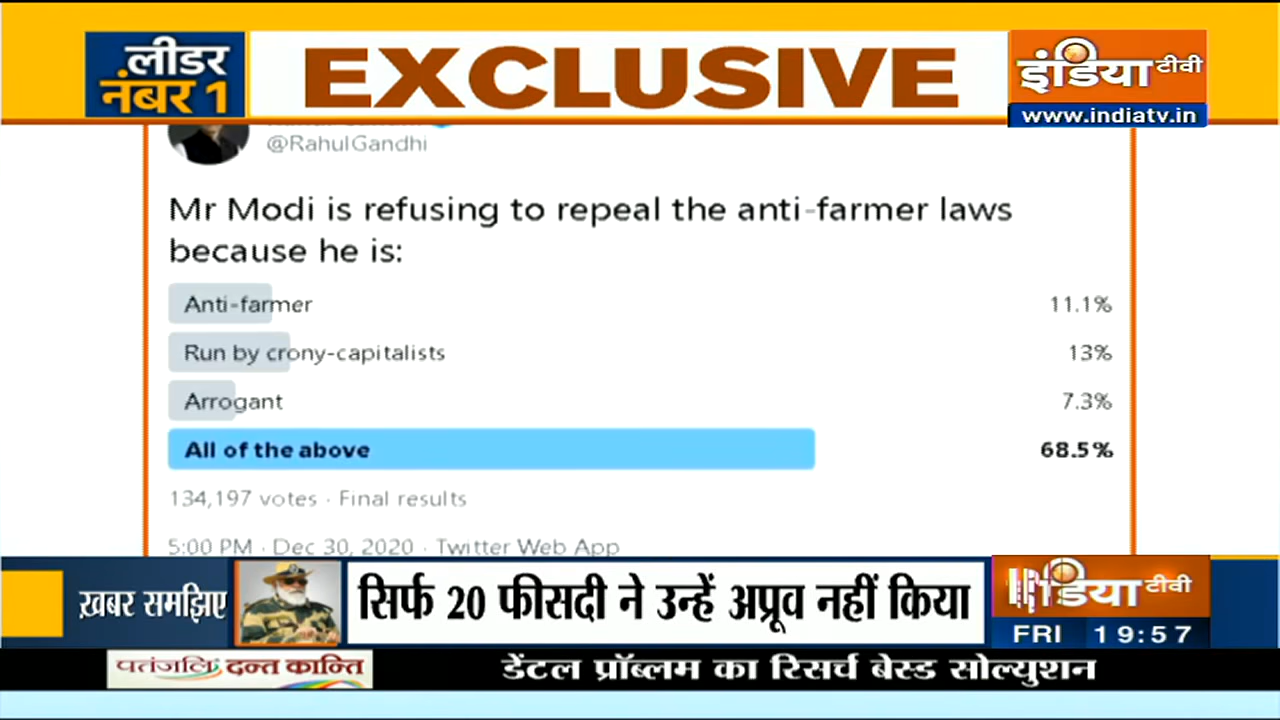 लीडर
नंबर 1
EXCLUSIVE
इंडिया टीवी
www.indiatv.in
@RahulGandhi
Mr Modi is refusing to repeal the anti-farmer laws
because he is:
Anti-farmer 11.1%
Run by crony-capitalists 13%
Arrogant 7.3%
All of the above 68.5%
134,197 votes · Final results
5:00 PM · Dec 30, 2020 · Twitter Web App
ख़बर समझिए
सिर्फ 20 फीसदी ने उन्हें अप्रूव नहीं किया
इंडिया टीवी
FRI 19:57
पतंजलि दन्त कान्ति
डेंटल प्रॉब्लम का रिसर्च बेस्ड सोल्युशन